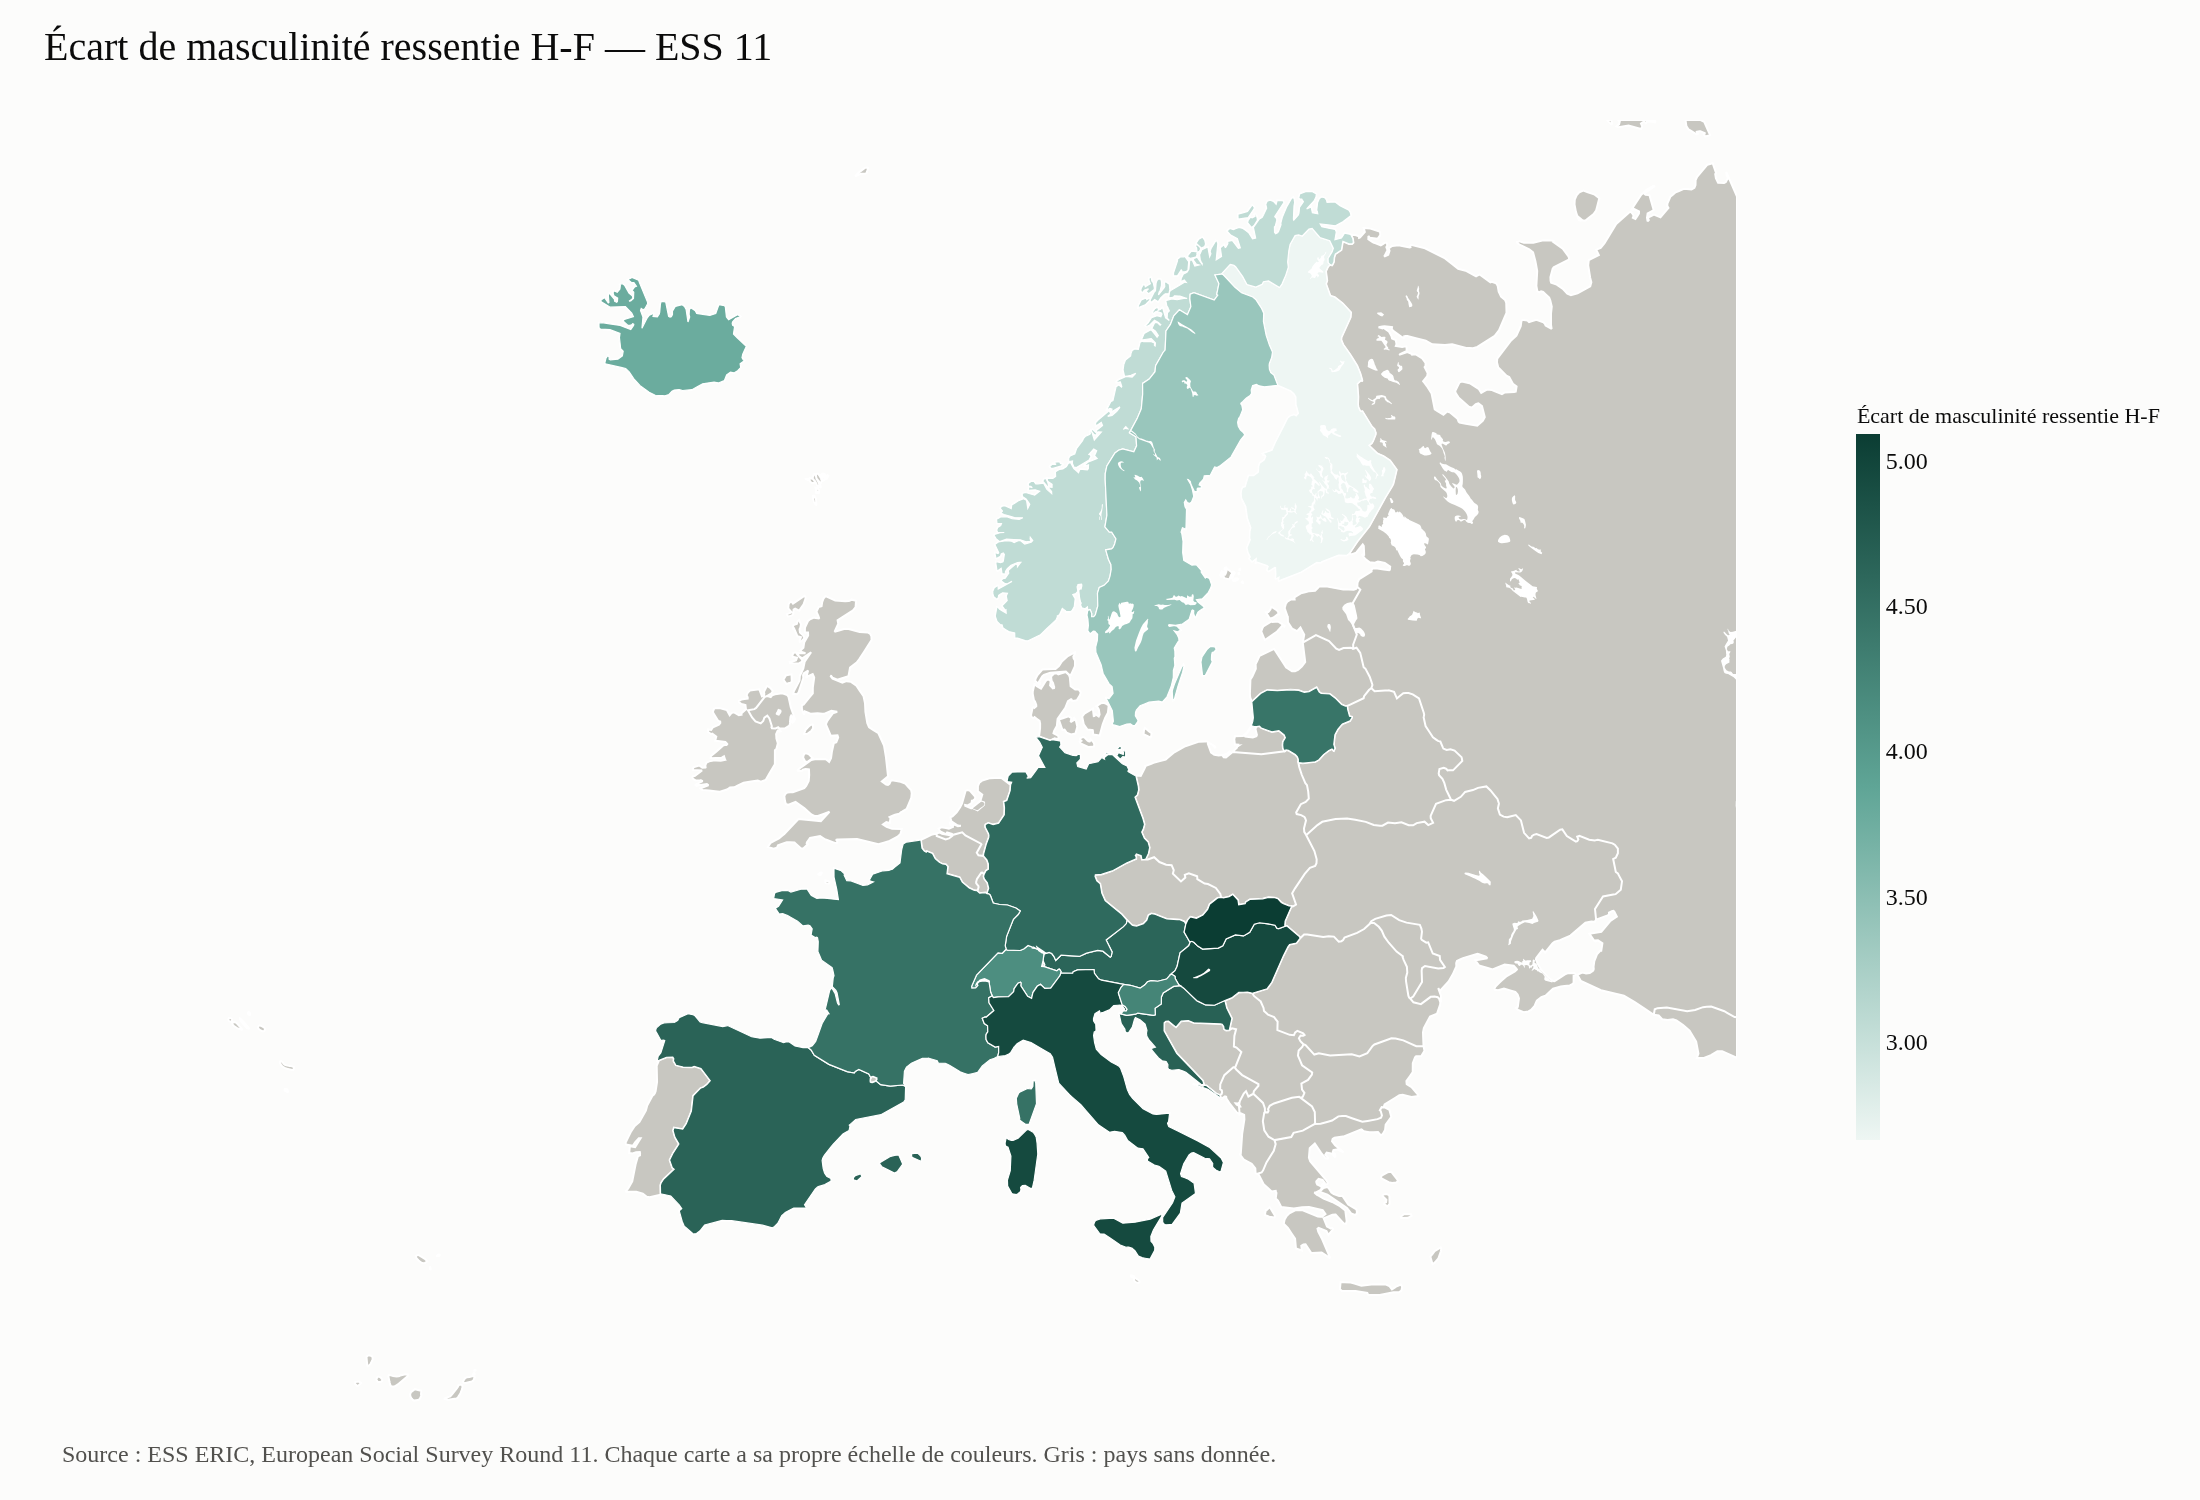 Écart de masculinité ressentie H-F — ESS 11
Écart de masculinité ressentie H-F
5.00
4.50
4.00
3.50
3.00
Source : ESS ERIC, European Social Survey Round 11. Chaque carte a sa propre échelle de couleurs. Gris : pays sans donnée.